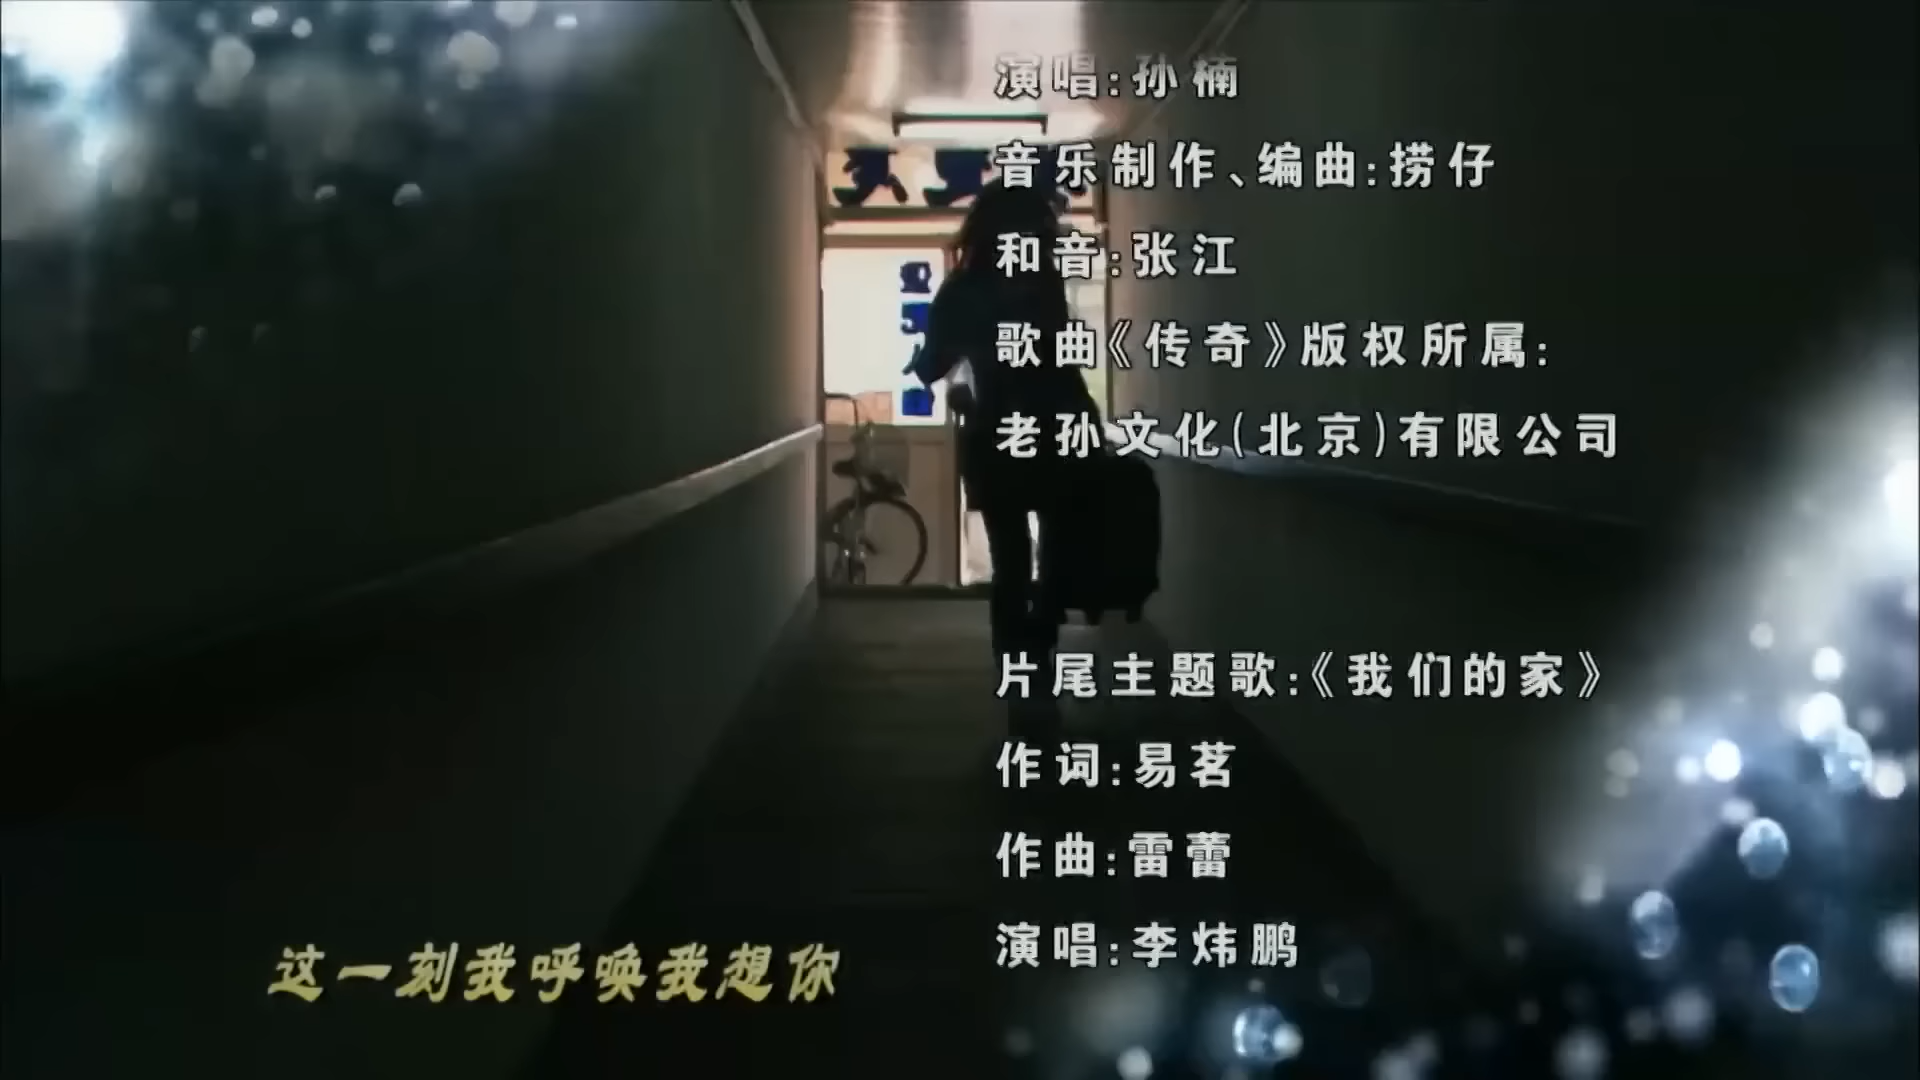 演唱:孙楠
音乐制作、编曲:捞仔
和音:张江
歌曲《传奇》版权所属:
老孙文化(北京)有限公司
片尾主题歌:《我们的家》
作词:易茗
作曲:雷蕾
演唱:李炜鹏
这一刻我呼唤我想你